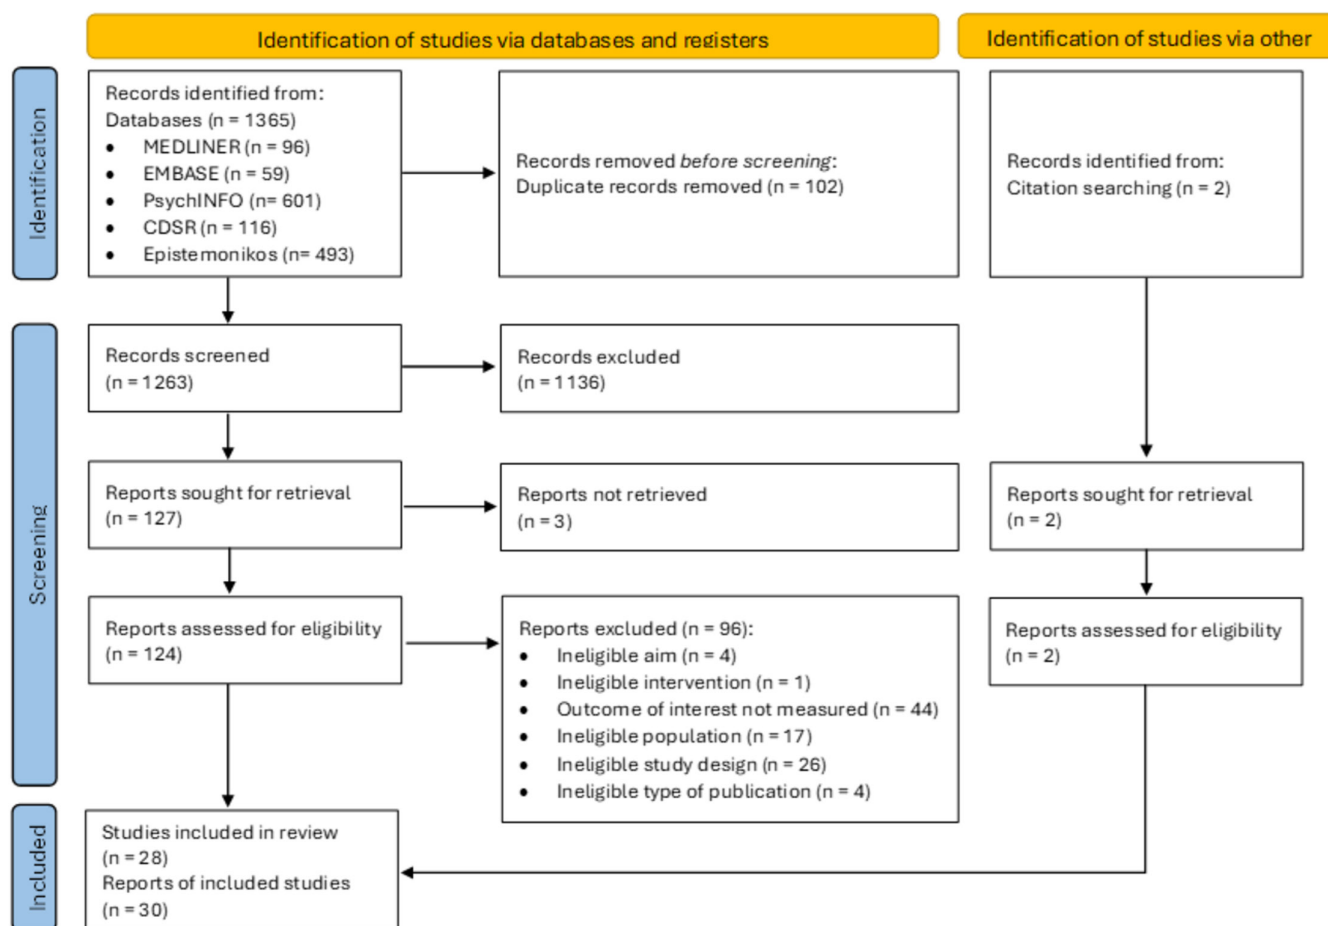 Identification of studies via databases and registers
Identification of studies via other
Identification
Records identified from:
Databases (n = 1365)
• MEDLINER (n = 96)
• EMBASE (n = 59)
• PsychINFO (n= 601)
• CDSR (n = 116)
• Epistemonikos (n= 493)
Records removed before screening:
Duplicate records removed (n = 102)
Records identified from:
Citation searching (n = 2)
Screening
Records screened
(n = 1263)
Records excluded
(n = 1136)
Reports sought for retrieval
(n = 127)
Reports not retrieved
(n = 3)
Reports sought for retrieval
(n = 2)
Reports assessed for eligibility
(n = 124)
Reports excluded (n = 96):
• Ineligible aim (n = 4)
• Ineligible intervention (n = 1)
• Outcome of interest not measured (n = 44)
• Ineligible population (n = 17)
• Ineligible study design (n = 26)
• Ineligible type of publication (n = 4)
Reports assessed for eligibility
(n = 2)
Included
Studies included in review
(n = 28)
Reports of included studies
(n = 30)